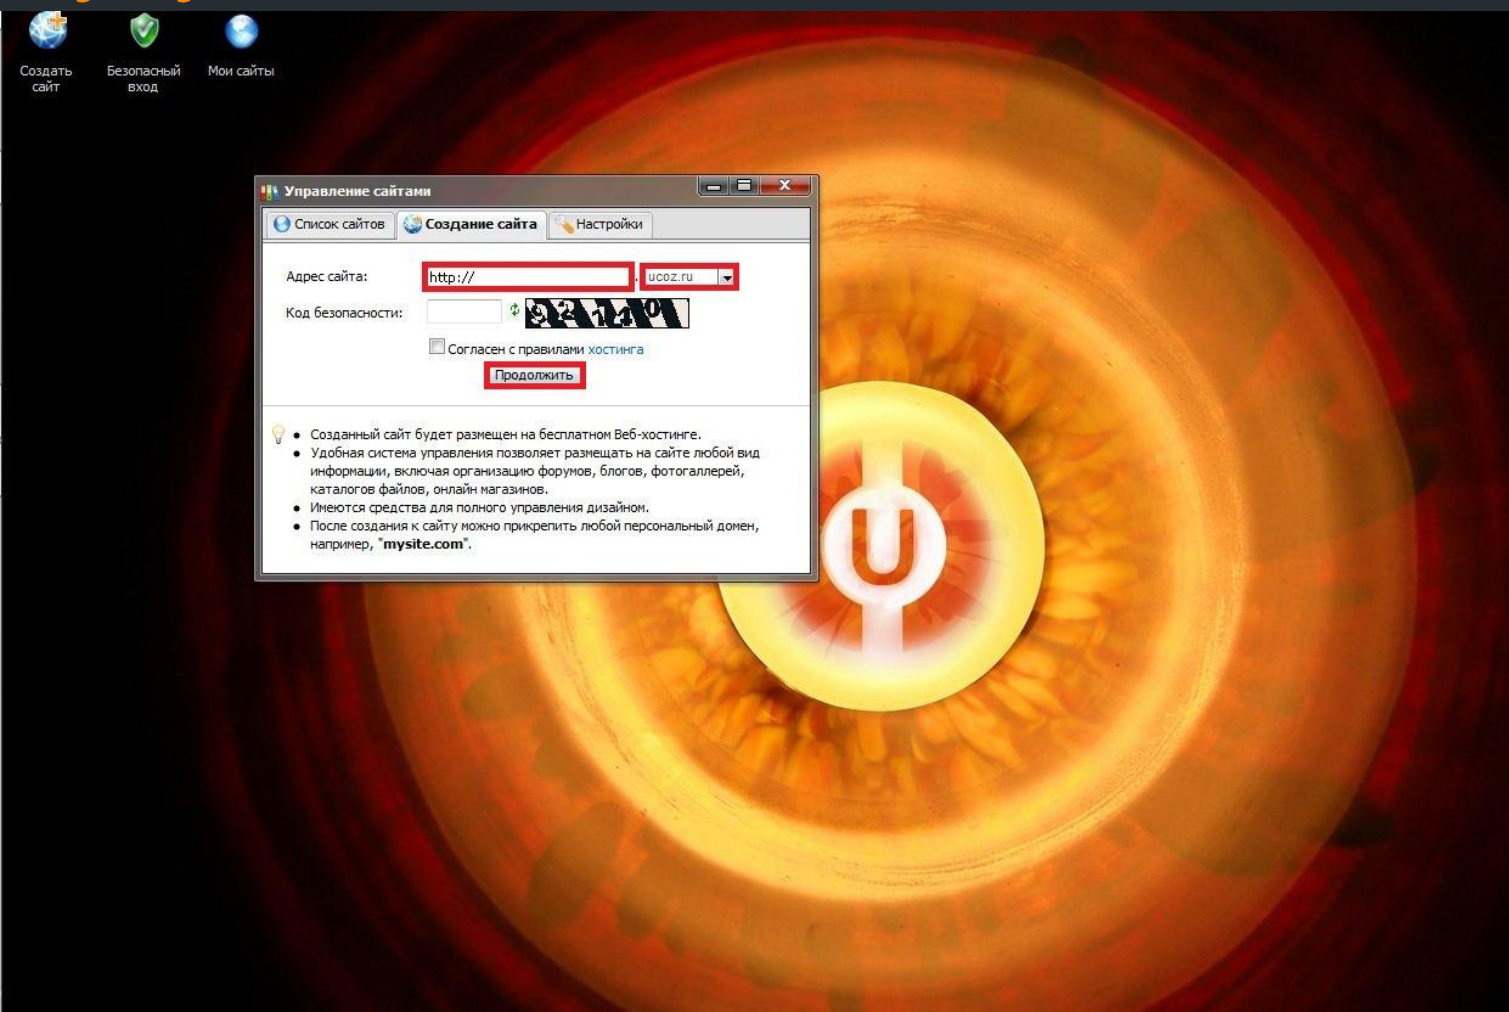 Создать
сайт
Безопасный
вход
Мои сайты
Управление сайтами
Список сайтов
Создание сайта
Настройки
Адрес сайта:
http://
.
ucoz.ru
Код безопасности:
Согласен с правилами хостинга
Продолжить
• Созданный сайт будет размещен на бесплатном Веб-хостинге.
• Удобная система управления позволяет размещать на сайте любой вид
информации, включая организацию форумов, блогов, фотогаллерей,
каталогов файлов, онлайн магазинов.
• Имеются средства для полного управления дизайном.
• После создания к сайту можно прикрепить любой персональный домен,
например, "mysite.com".
U